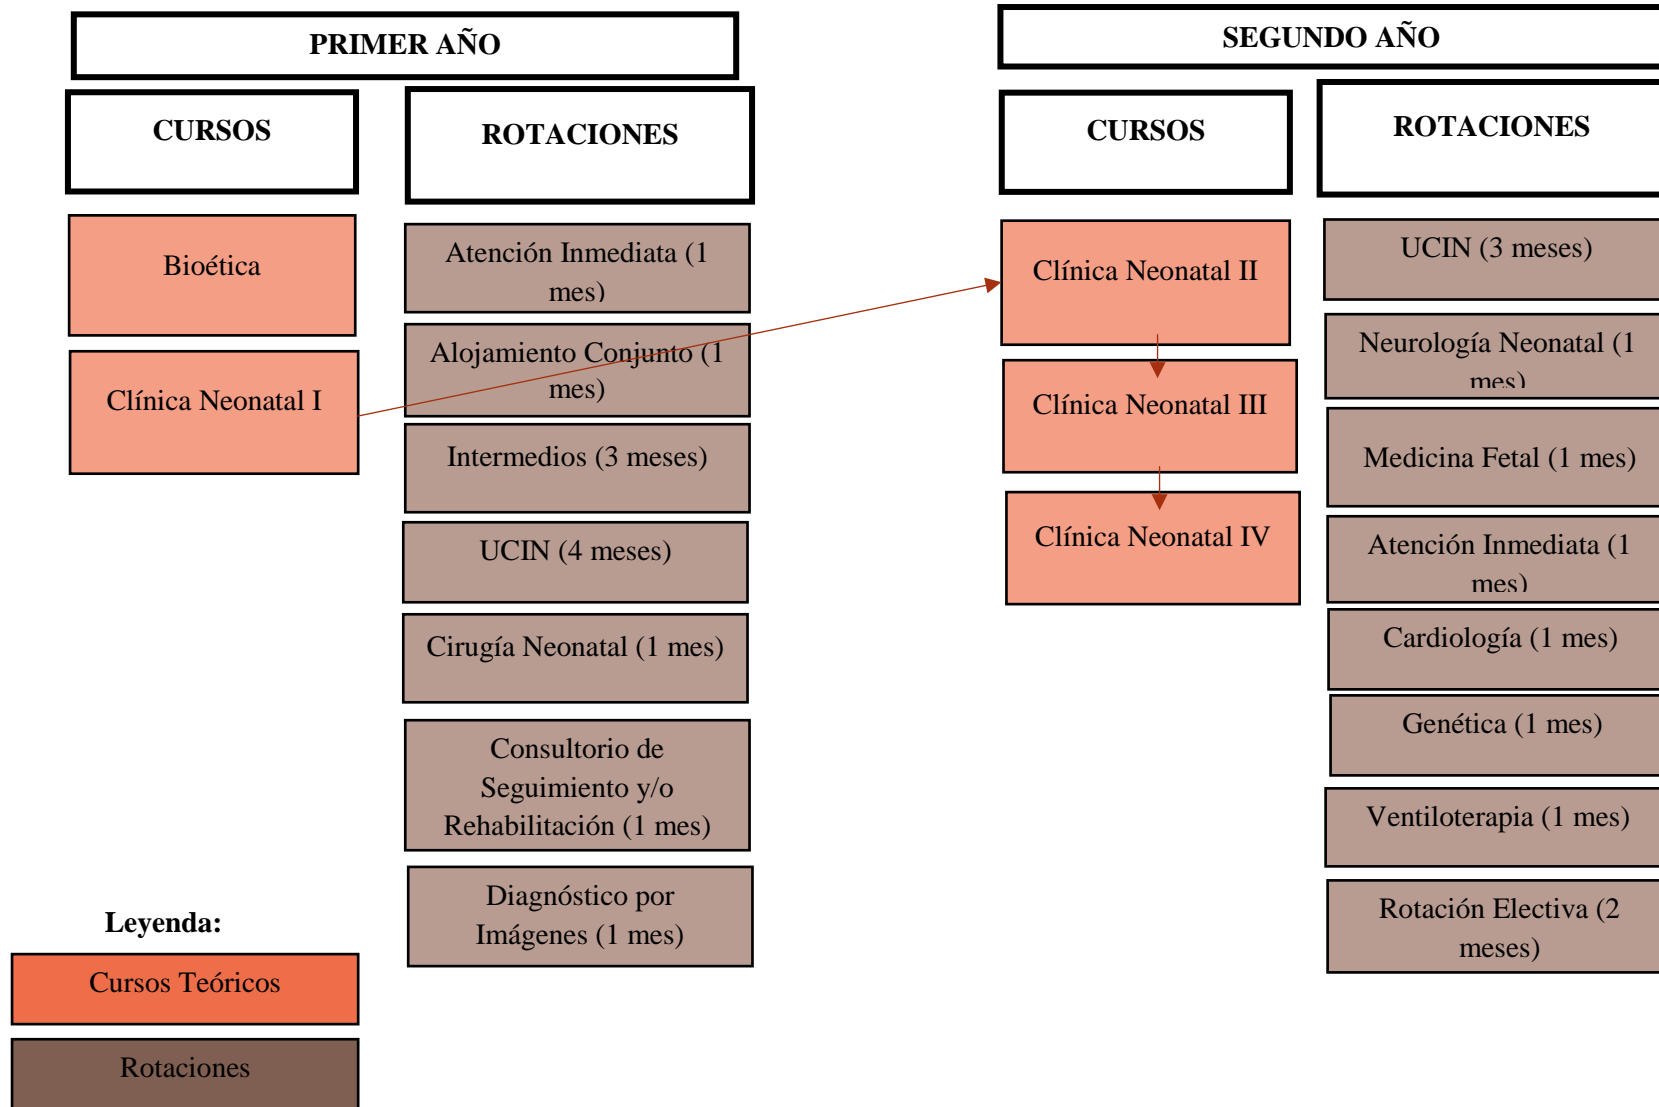 PRIMER AÑO
CURSOS
ROTACIONES
Bioética
Clínica Neonatal I
Atención Inmediata (1
mes)
Alojamiento Conjunto (1
mes)
Intermedios (3 meses)
UCIN (4 meses)
Cirugía Neonatal (1 mes)
Consultorio de
Seguimiento y/o
Rehabilitación (1 mes)
Diagnóstico por
Imágenes (1 mes)
SEGUNDO AÑO
CURSOS
ROTACIONES
Clínica Neonatal II
Clínica Neonatal III
Clínica Neonatal IV
UCIN (3 meses)
Neurología Neonatal (1
mes)
Medicina Fetal (1 mes)
Atención Inmediata (1
mes)
Cardiología (1 mes)
Genética (1 mes)
Ventiloterapia (1 mes)
Rotación Electiva (2
meses)
Leyenda:
Cursos Teóricos
Rotaciones